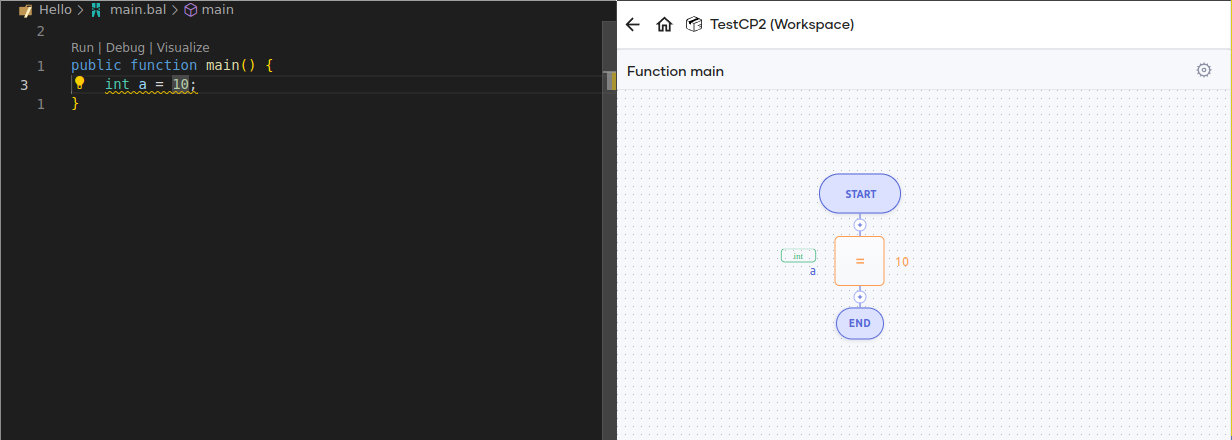 Hello > main.bal > main
2
Run | Debug | Visualize
1 public function main() {
3 int a = 10;
1 }
TestCP2 (Workspace)
Function main
START
int
a
=
10
END